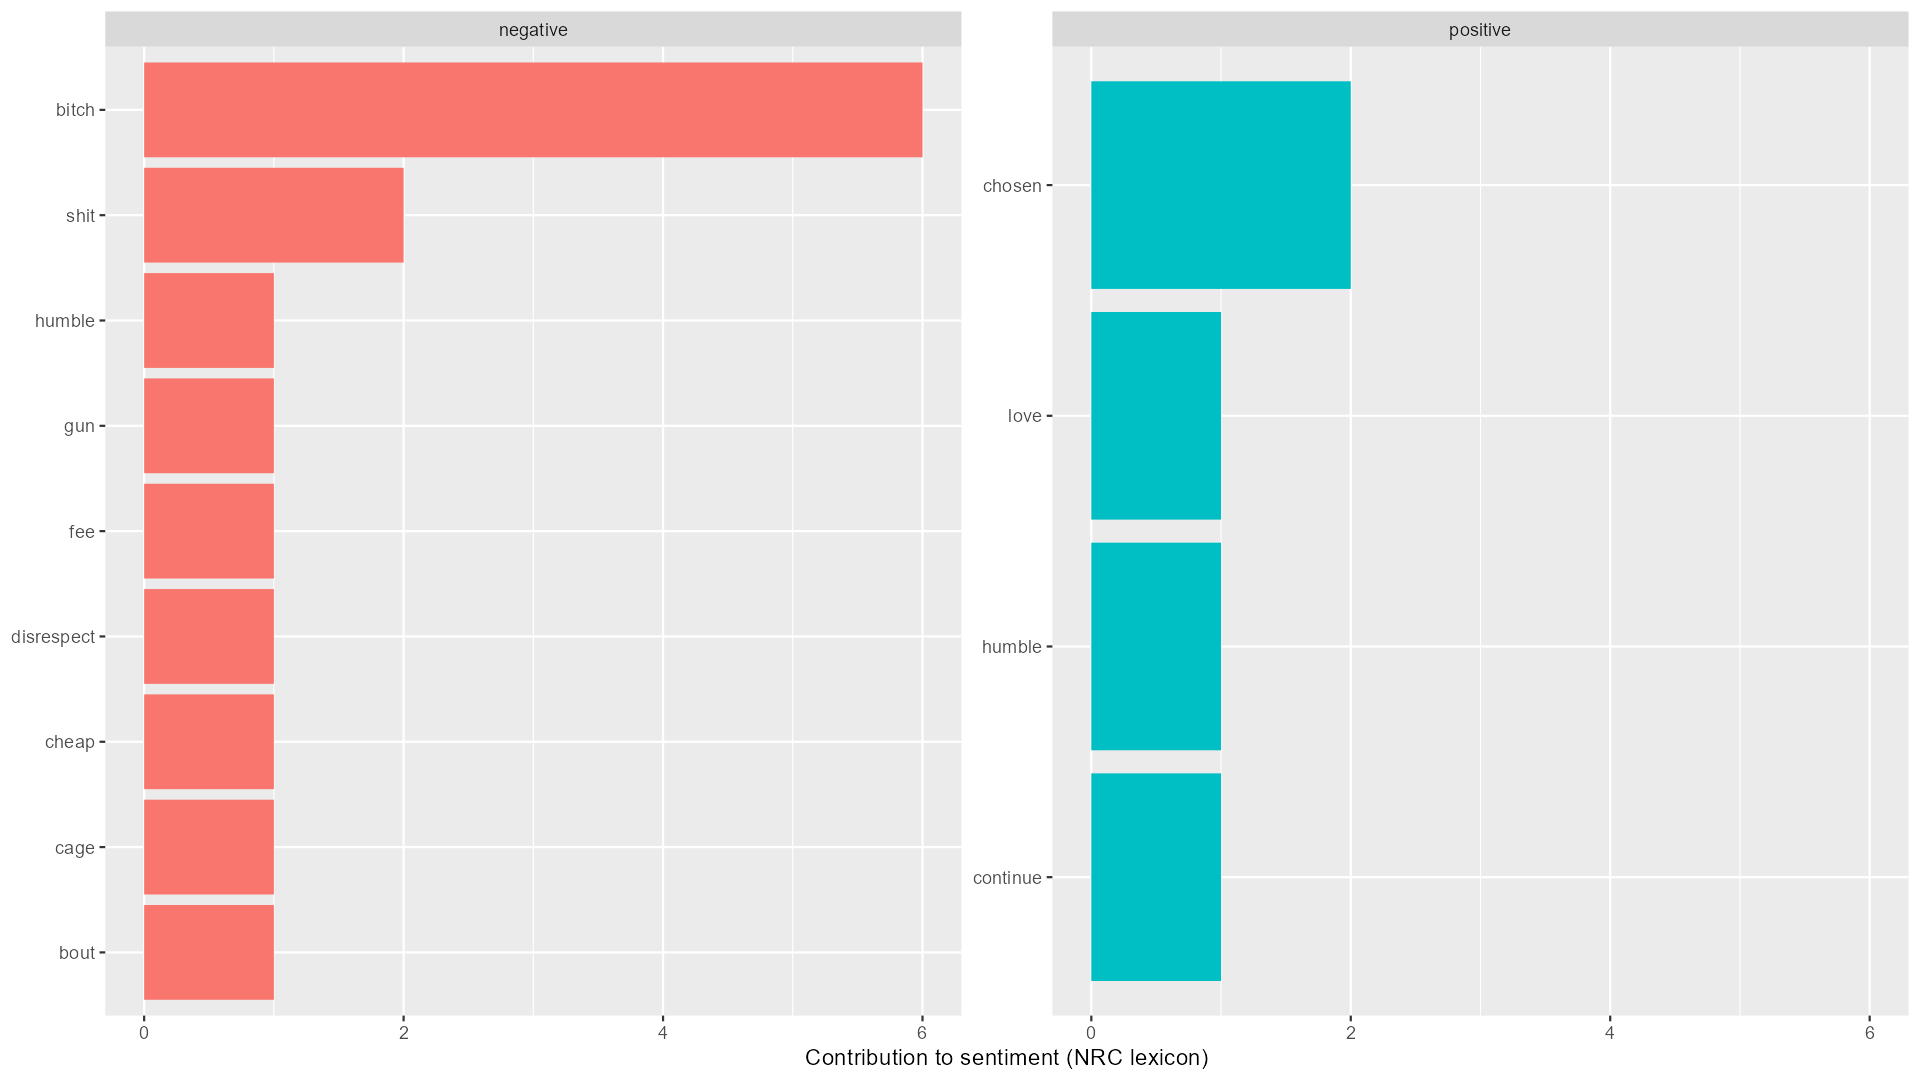 negative
bitch
shit
humble
gun
fee
disrespect
cheap
cage
bout
0 2 4 6
positive
chosen
love
humble
continue
0 2 4 6
Contribution to sentiment (NRC lexicon)